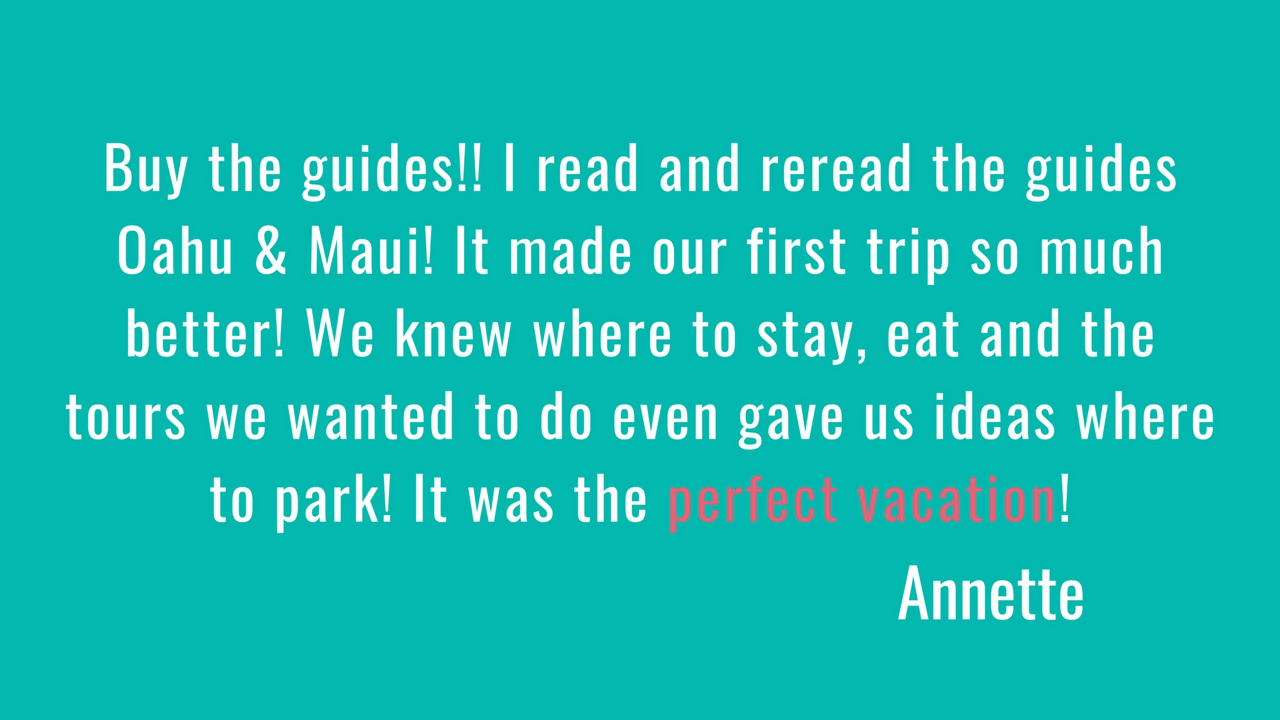 Buy the guides!! I read and reread the guides
Oahu & Maui! It made our first trip so much
better! We knew where to stay, eat and the
tours we wanted to do even gave us ideas where
to park! It was the perfect vacation!
Annette